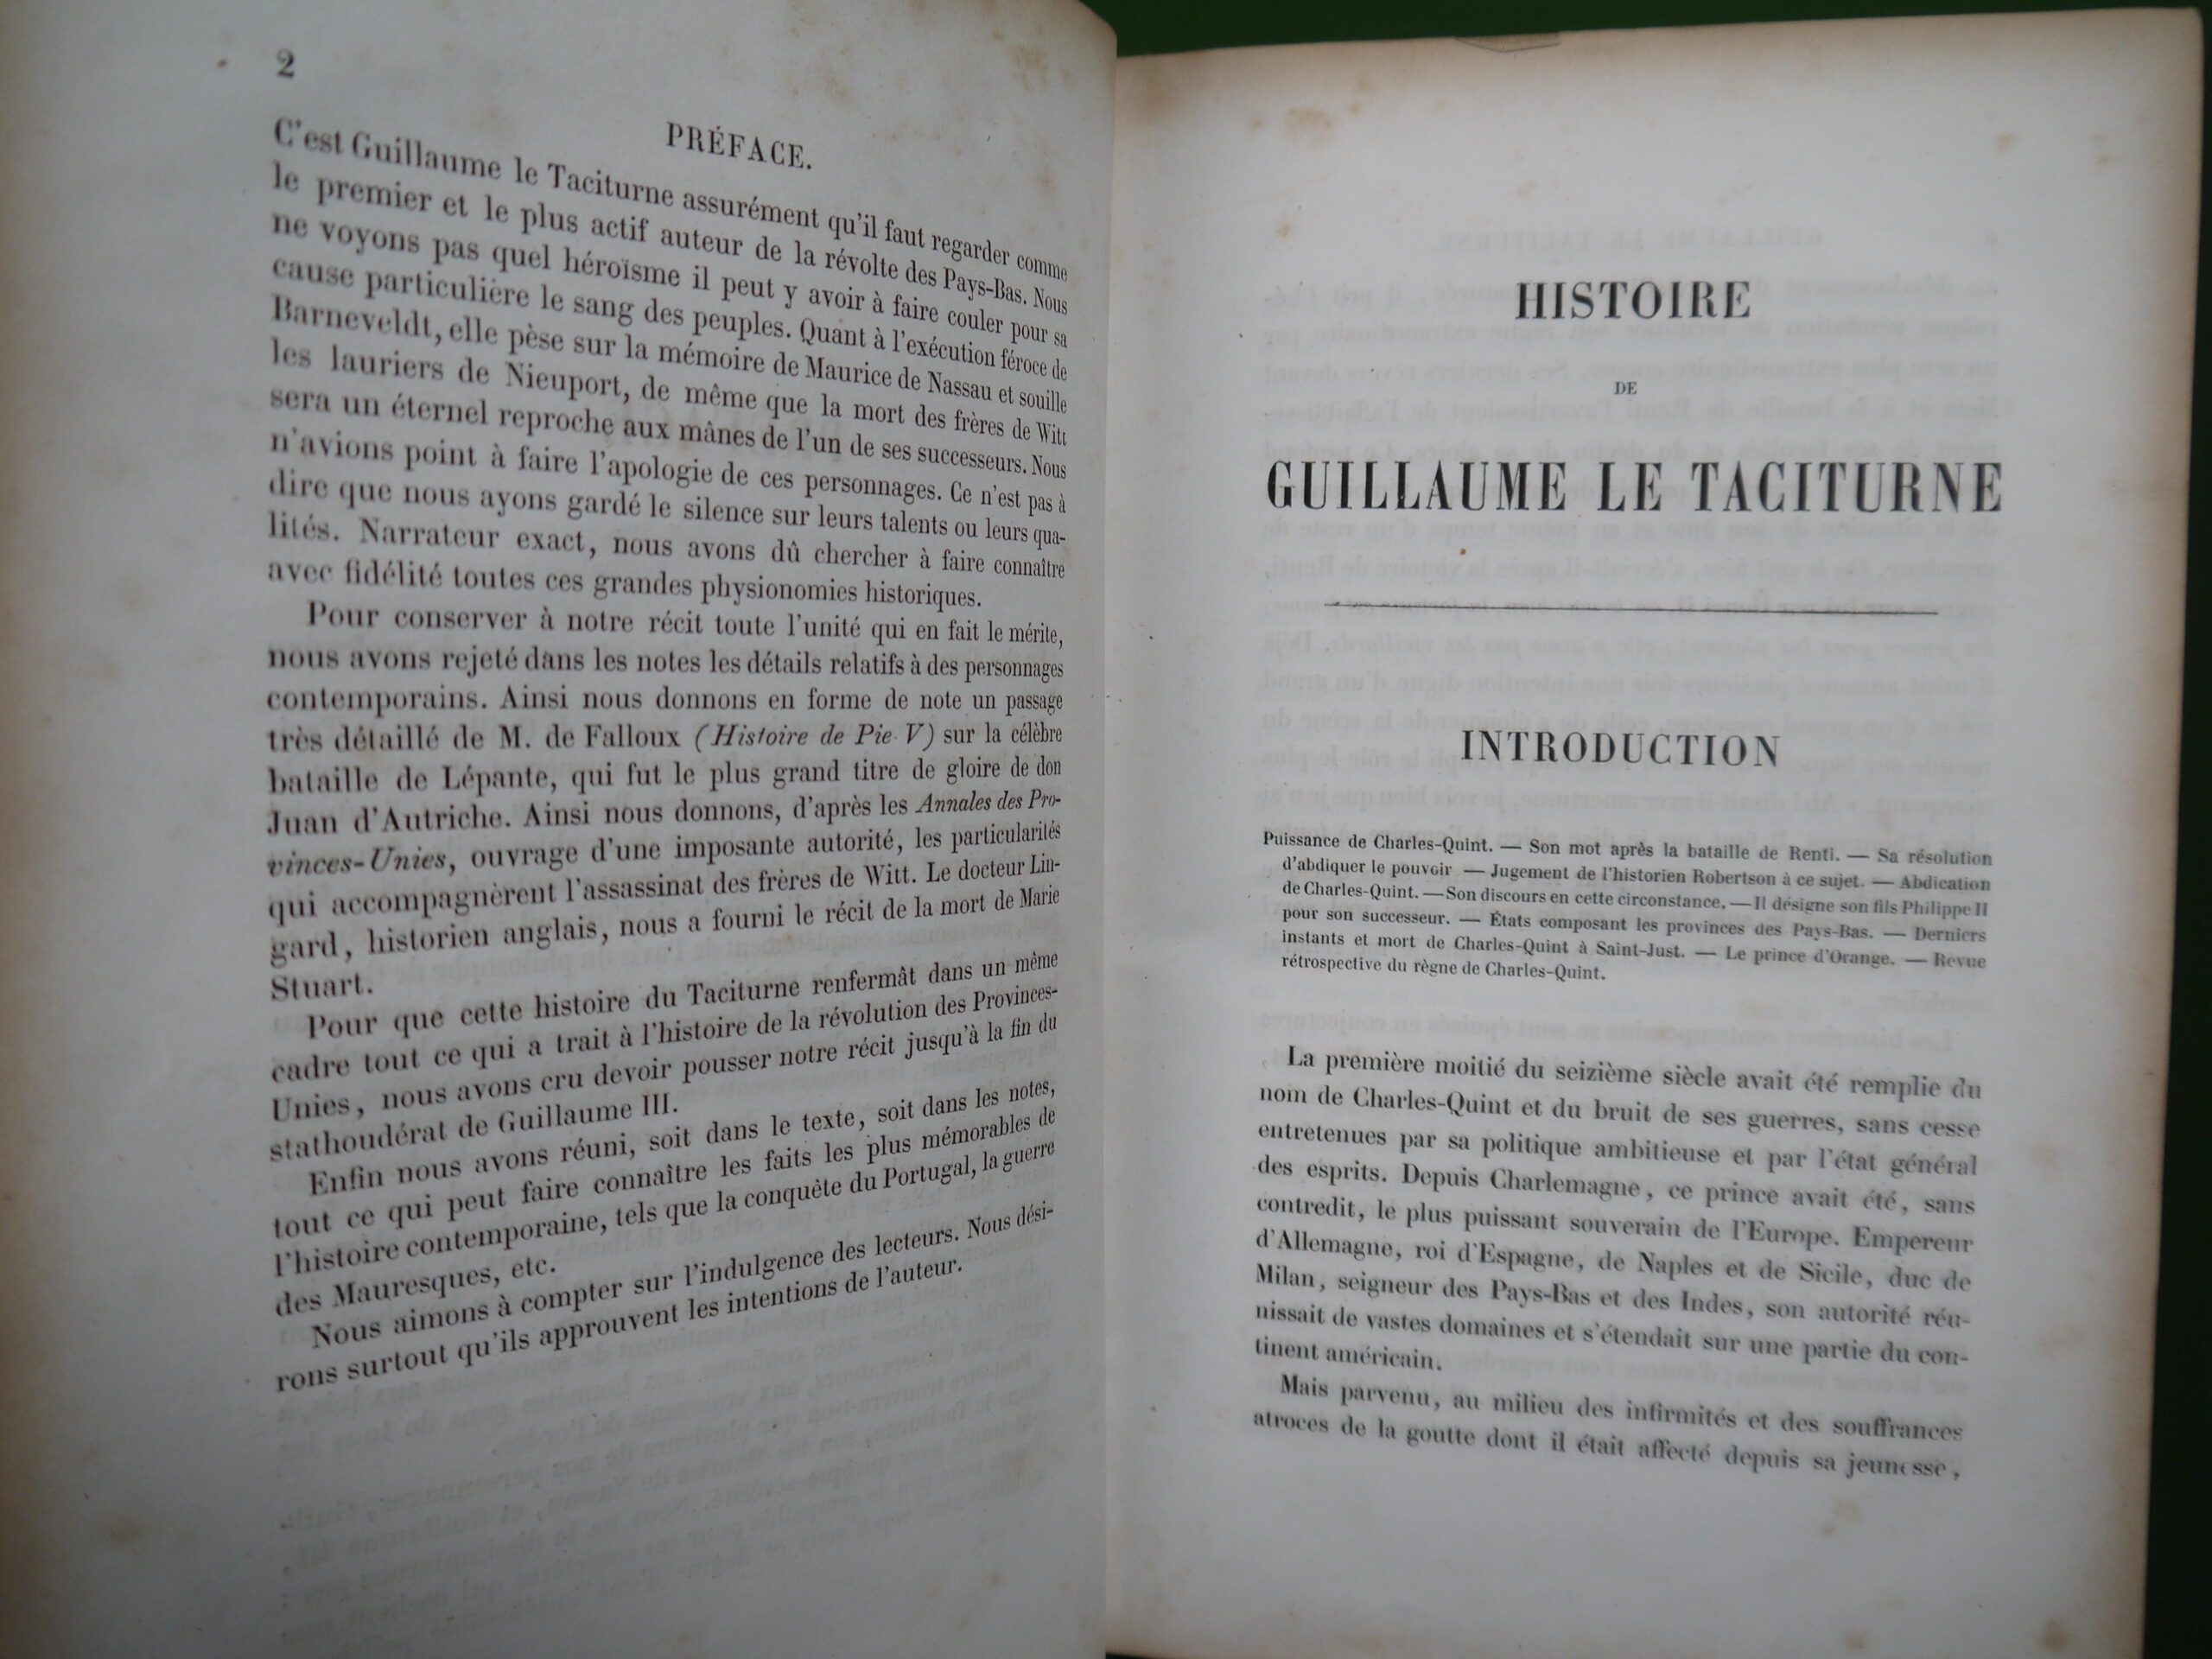 2
PRÉFACE.
C'est Guillaume le Taciturne assurément qu'il faut regarder comme
le premier et le plus actif auteur de la révolte des Pays-Bas. Nous
ne voyons pas quel héroïsme il peut y avoir à faire couler pour sa
cause particulière le sang des peuples. Quant à l'exécution féroce de
Barneveldt, elle pèse sur la mémoire de Maurice de Nassau et souille
les lauriers de Nieuport, de même que la mort des frères de Witt
sera un éternel reproche aux mânes de l'un de ses successeurs. Nous
n'avions point à faire l'apologie de ces personnages. Ce n'est pas à
dire que nous ayons gardé le silence sur leurs talents ou leurs qua-
lités. Narrateur exact, nous avons dû chercher à faire connaître
avec fidélité toutes ces grandes physionomies historiques.
Pour conserver à notre récit toute l'unité qui en fait le mérite,
nous avons rejeté dans les notes les détails relatifs à des personnages
contemporains. Ainsi nous donnons en forme de note un passage
très détaillé de M. de Falloux (Histoire de Pie V) sur la célèbre
bataille de Lépante, qui fut le plus grand titre de gloire de don
Juan d'Autriche. Ainsi nous donnons, d'après les Annales des Pro-
vinces-Unies, ouvrage d'une imposante autorité, les particularités
qui accompagnèrent l'assassinat des frères de Witt. Le docteur Lin-
gard, historien anglais, nous a fourni le récit de la mort de Marie
Stuart.
Pour que cette histoire du Taciturne renfermât dans un même
cadre tout ce qui a trait à l'histoire de la révolution des Provinces-
Unies, nous avons cru devoir pousser notre récit jusqu'à la fin du
stathoudérat de Guillaume III.
Enfin nous avons réuni, soit dans le texte, soit dans les notes,
tout ce qui peut faire connaître les faits les plus mémorables de
l'histoire contemporaine, tels que la conquête du Portugal, la guerre
des Mauresques, etc.
Nous aimons à compter sur l'indulgence des lecteurs. Nous dési-
rons surtout qu'ils approuvent les intentions de l'auteur.
HISTOIRE
DE
GUILLAUME LE TACITURNE
INTRODUCTION
Puissance de Charles-Quint. — Son mot après la bataille de Renti. — Sa résolution
d'abdiquer le pouvoir — Jugement de l'historien Robertson à ce sujet. — Abdication
de Charles-Quint. — Son discours en cette circonstance. — Il désigne son fils Philippe II
pour son successeur. — États composant les provinces des Pays-Bas. — Derniers
instants et mort de Charles-Quint à Saint-Just. — Le prince d'Orange. — Revue
rétrospective du règne de Charles-Quint.
La première moitié du seizième siècle avait été remplie du
nom de Charles-Quint et du bruit de ses guerres, sans cesse
entretenues par sa politique ambitieuse et par l'état général
des esprits. Depuis Charlemagne, ce prince avait été, sans
contredit, le plus puissant souverain de l'Europe. Empereur
d'Allemagne, roi d'Espagne, de Naples et de Sicile, duc de
Milan, seigneur des Pays-Bas et des Indes, son autorité réu-
nissait de vastes domaines et s'étendait sur une partie du con-
tinent américain.
Mais parvenu, au milieu des infirmités et des souffrances
atroces de la goutte dont il était affecté depuis sa jeunesse,